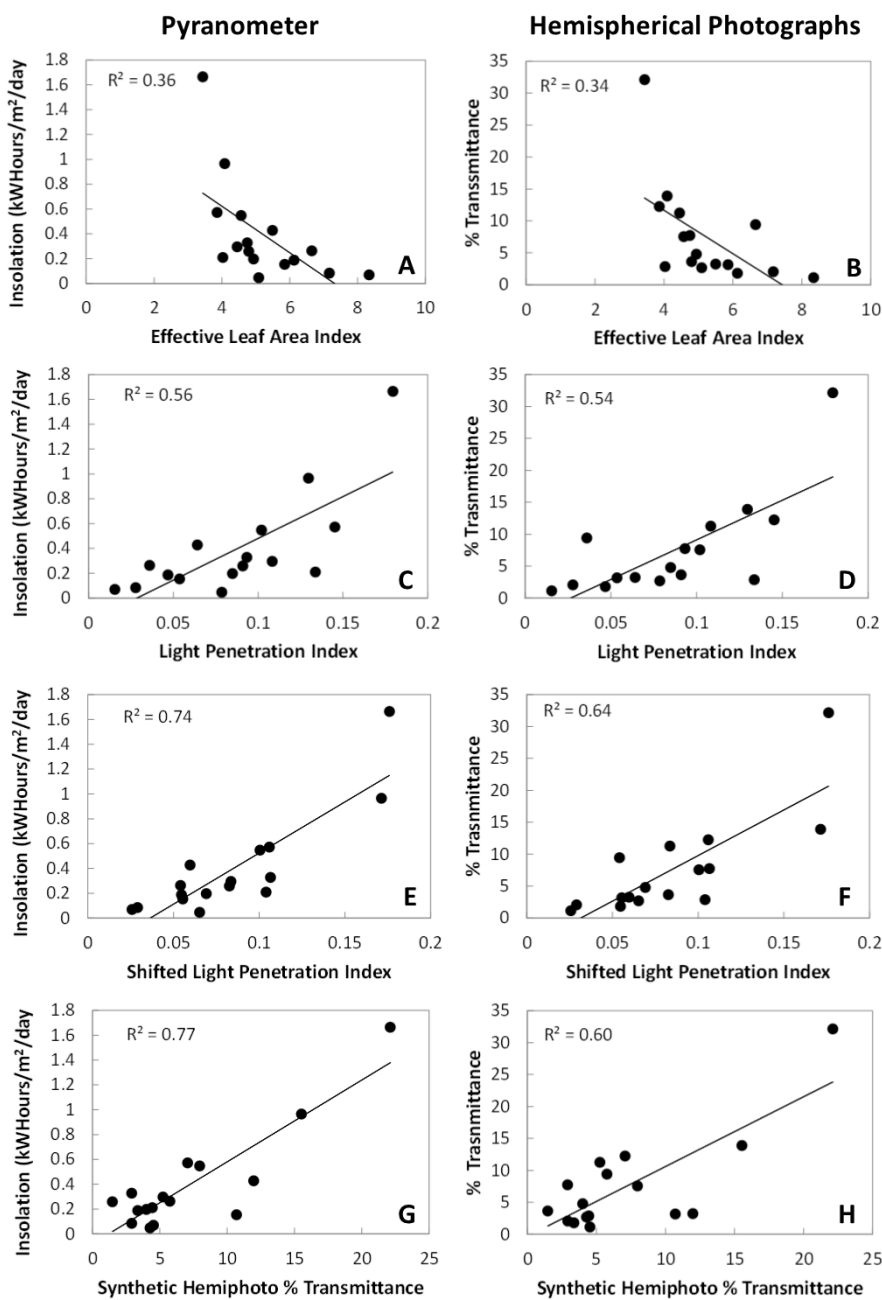 Pyranometer
Hemispherical Photographs
Insolation (kWHours/m²/day
1.8
1.6
1.4
1.2
1
0.8
0.6
0.4
0.2
0
R² = 0.36
A
0 2 4 6 8 10
Effective Leaf Area Index
% Transsmittance
35
30
25
20
15
10
5
0
R² = 0.34
B
0 2 4 6 8 10
Effective Leaf Area Index
Insolation (kWHours/m²/day
1.8
1.6
1.4
1.2
1
0.8
0.6
0.4
0.2
0
R² = 0.56
C
0 0.05 0.1 0.15 0.2
Light Penetration Index
% Trasnmittance
35
30
25
20
15
10
5
0
R² = 0.54
D
0 0.05 0.1 0.15 0.2
Light Penetration Index
Insolation (kWHours/m²/day
1.8
1.6
1.4
1.2
1
0.8
0.6
0.4
0.2
0
R² = 0.74
E
0 0.05 0.1 0.15 0.2
Shifted Light Penetration Index
% Trasnmittance
35
30
25
20
15
10
5
0
R² = 0.64
F
0 0.05 0.1 0.15 0.2
Shifted Light Penetration Index
Insolation (kWHours/m²/day
1.8
1.6
1.4
1.2
1
0.8
0.6
0.4
0.2
0
R² = 0.77
G
0 5 10 15 20 25
Synthetic Hemiphoto % Transmittance
% Trasnmittance
35
30
25
20
15
10
5
0
R² = 0.60
H
0 5 10 15 20 25
Synthetic Hemiphoto % Transmittance